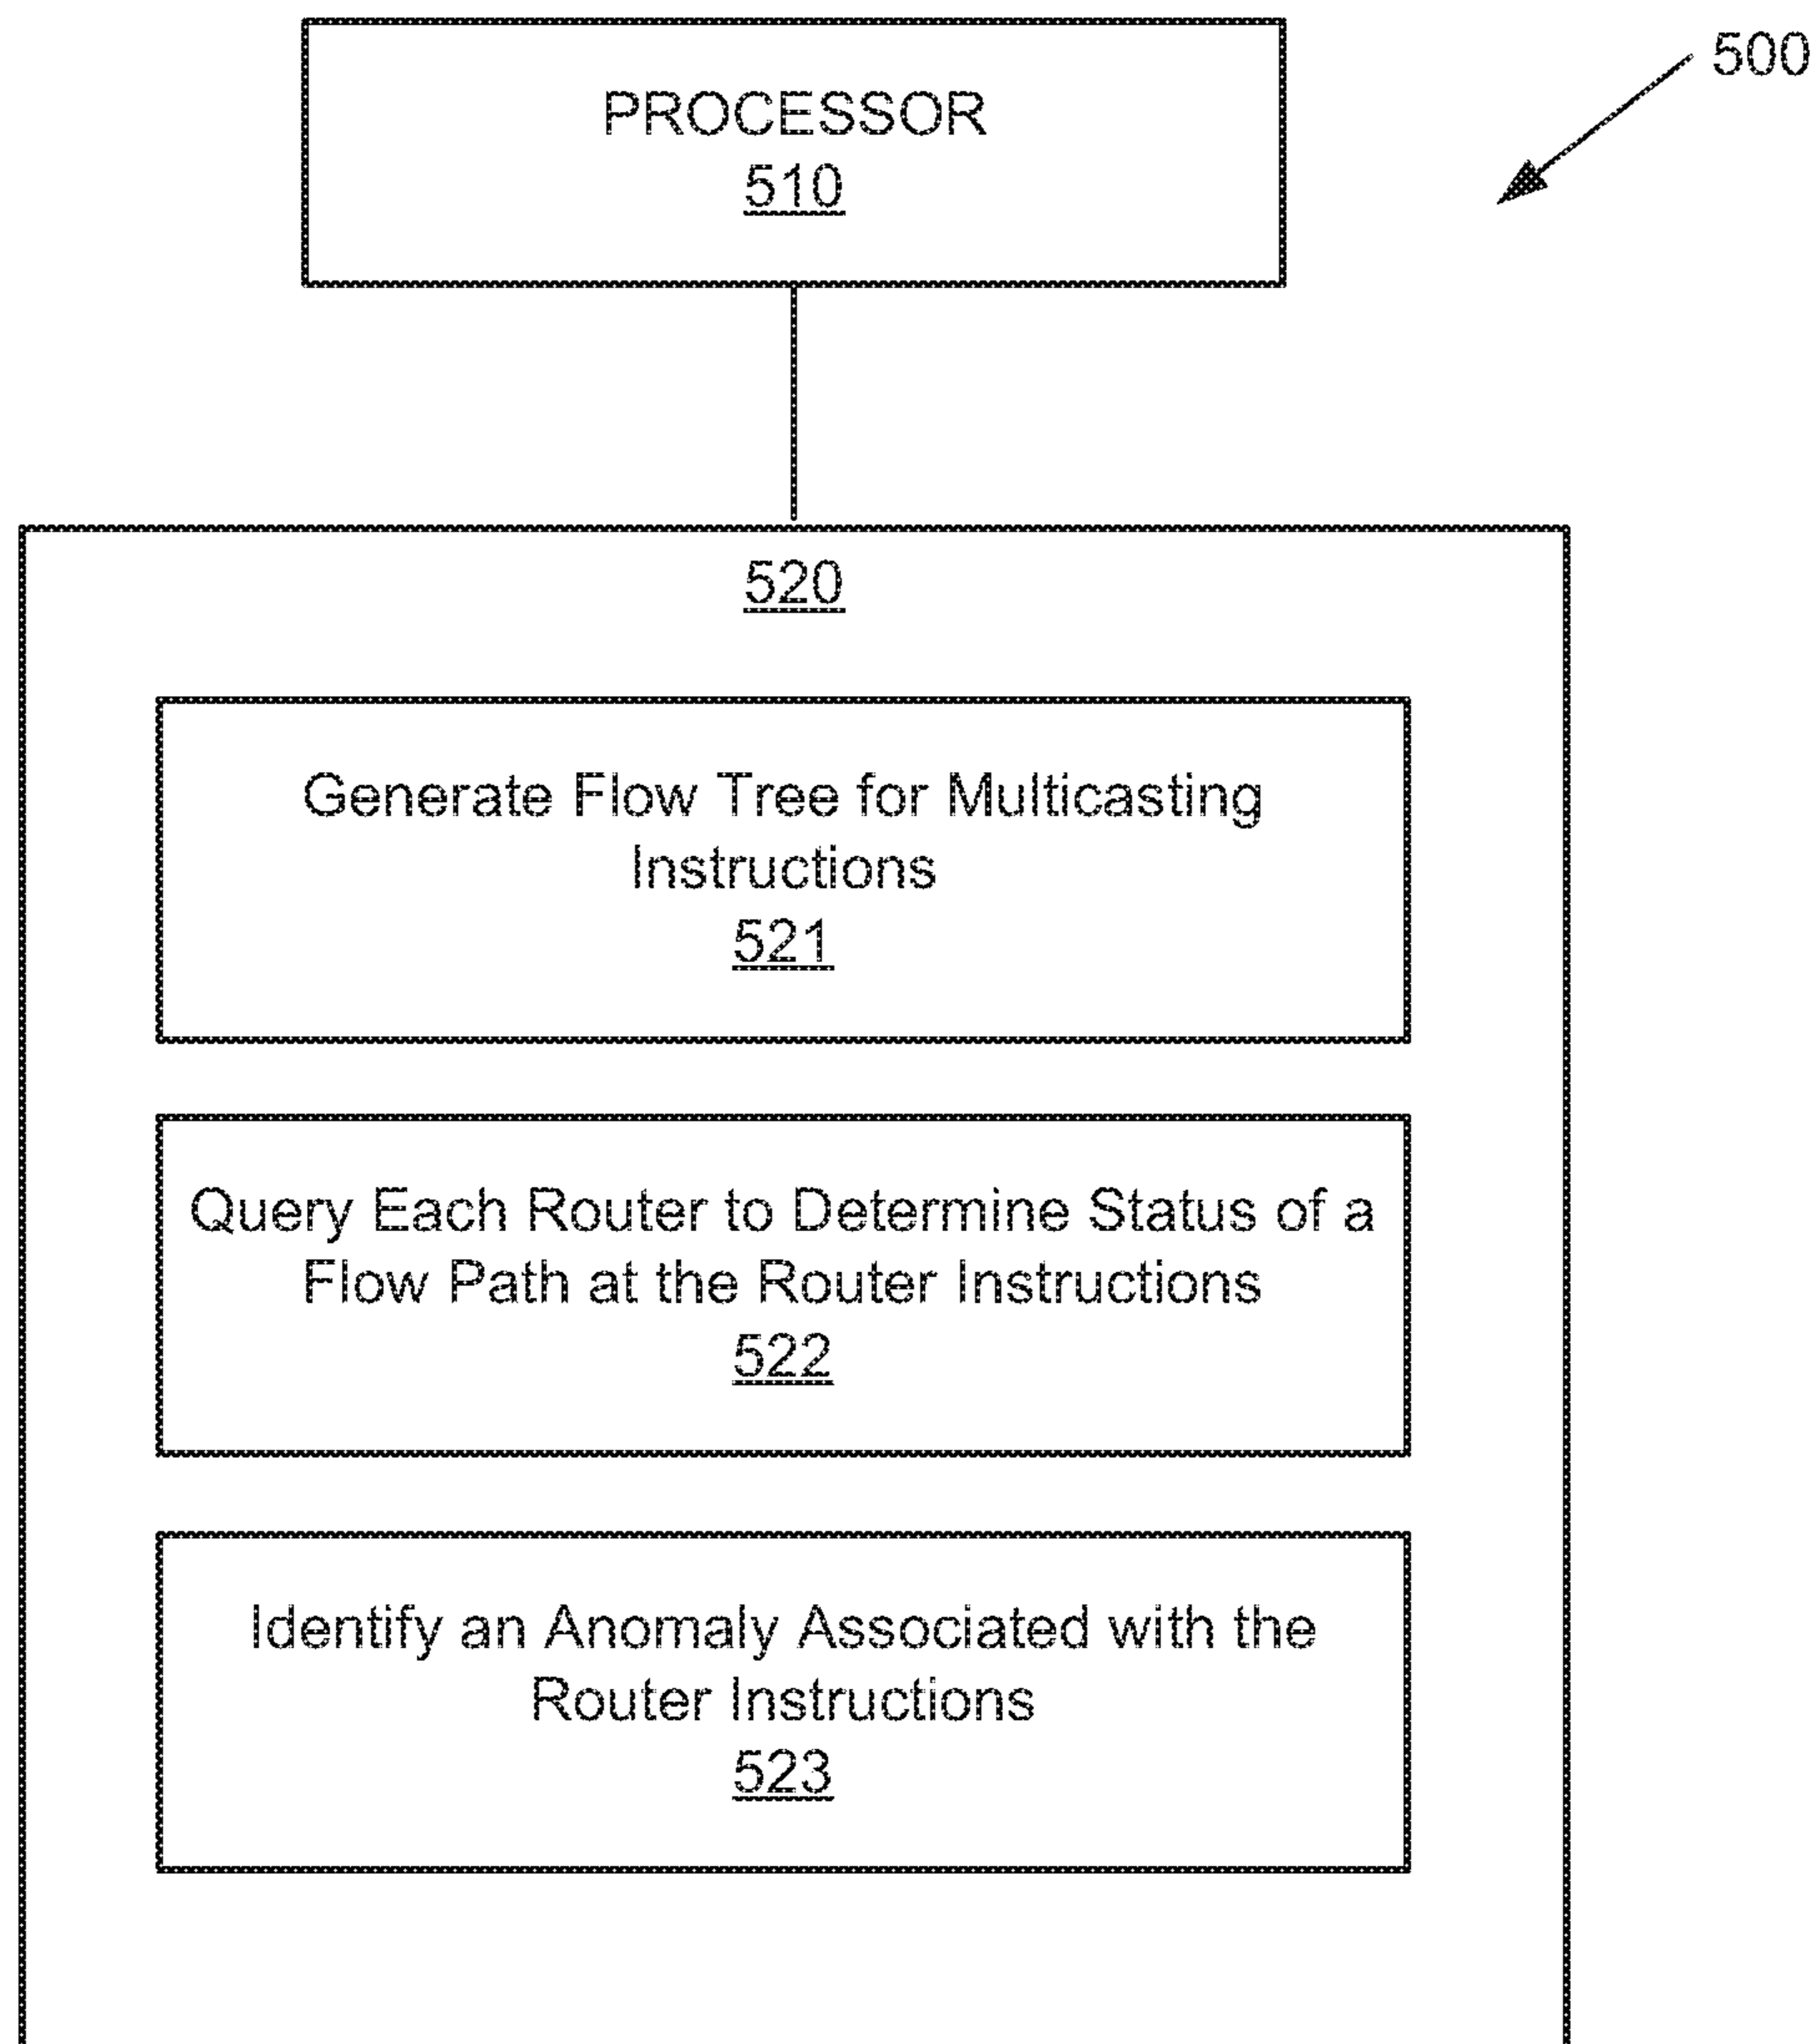 500
PROCESSOR
510
520
Generate Flow Tree for Multicasting
Instructions
521
Query Each Router to Determine Status of a
Flow Path at the Router Instructions
522
Identify an Anomaly Associated with the
Router Instructions
523